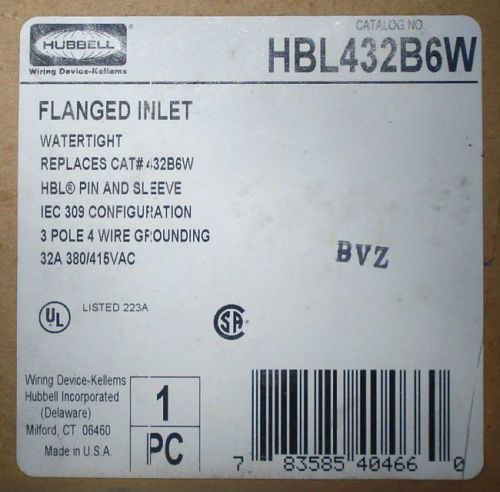 HUBBELL
Wiring Device-Kellems
CATALOG NO.
HBL432B6W
FLANGED INLET
WATERTIGHT
REPLACES CAT# 432B6W
HBL® PIN AND SLEEVE
IEC 309 CONFIGURATION
3 POLE 4 WIRE GROUNDING
32A 380/415VAC
BVZ
UL
LISTED 223A
SA
Wiring Device-Kellems
Hubbell Incorporated
(Delaware)
Milford, CT 06460
Made in U.S.A.
1
PC
7 83585 40466 0